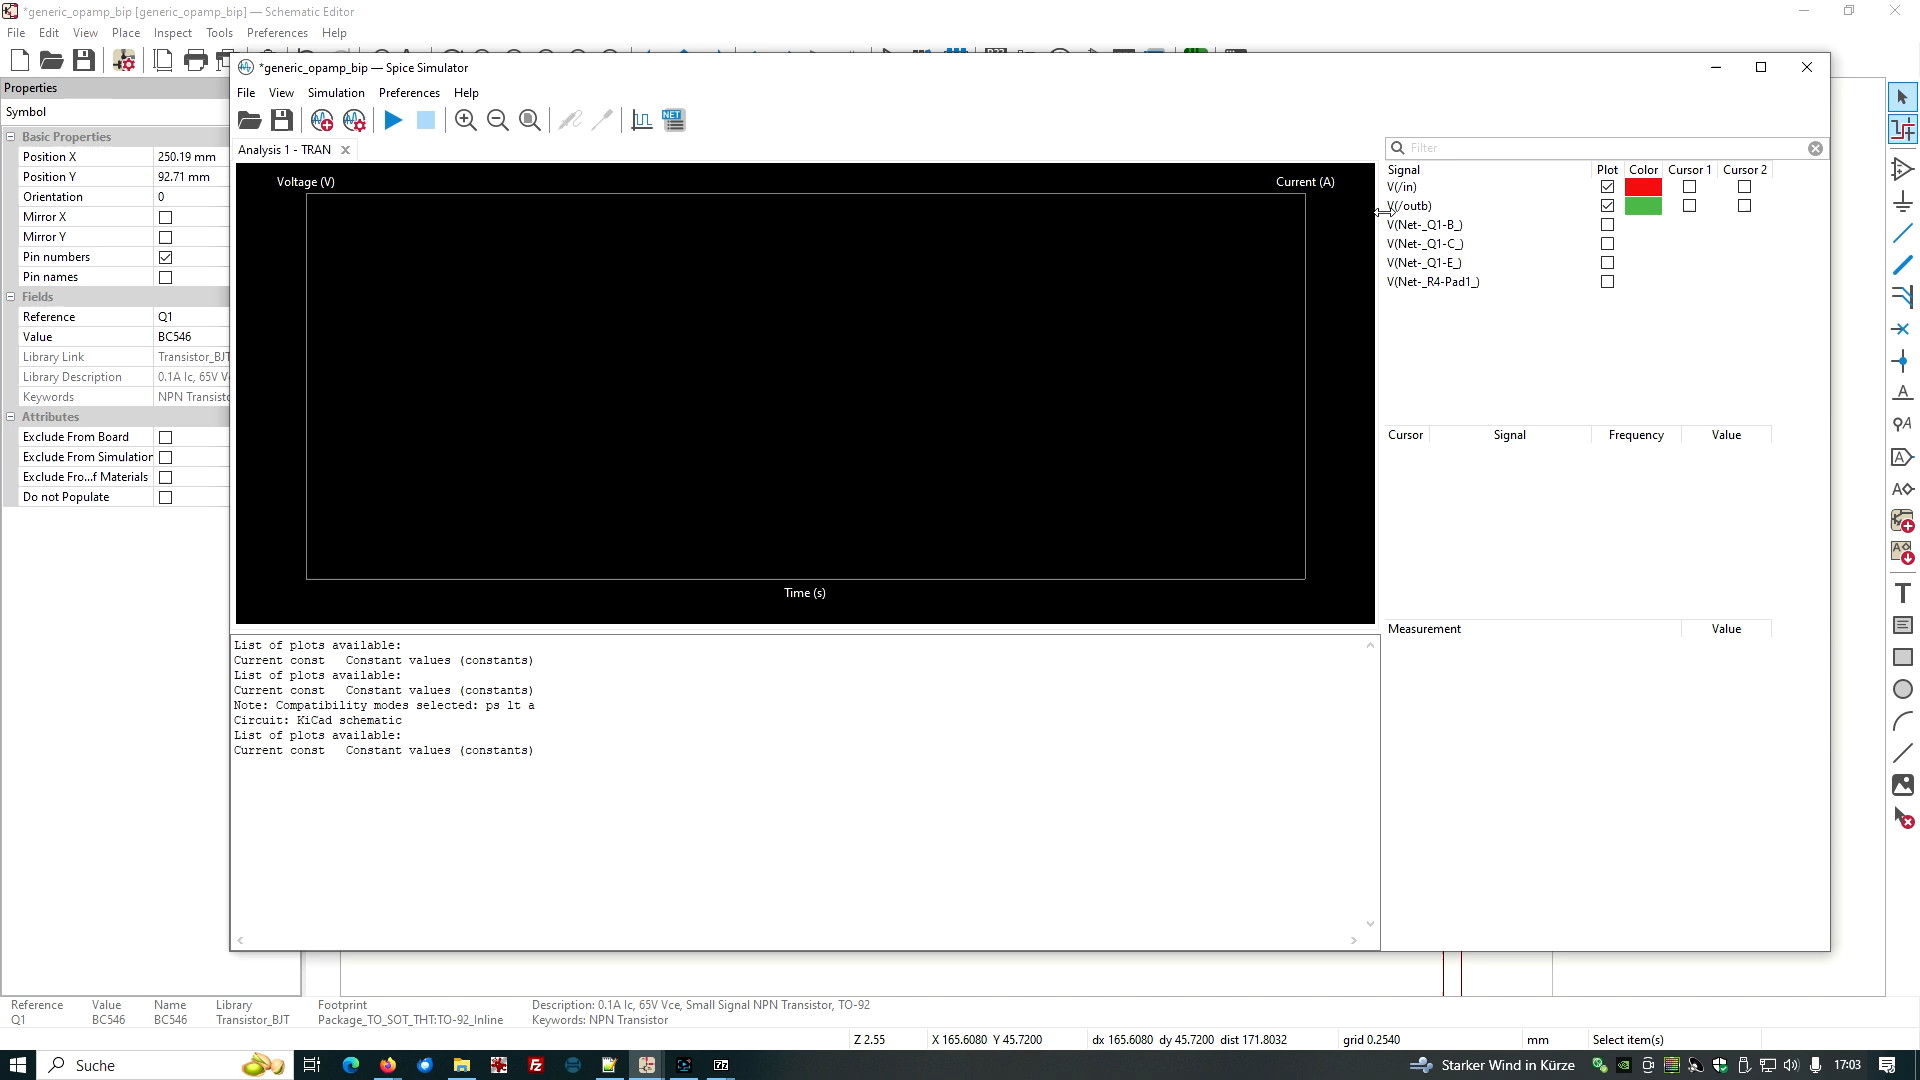 *generic_opamp_bip [generic_opamp_bip] — Schematic Editor
File Edit View Place Inspect Tools Preferences Help
*generic_opamp_bip — Spice Simulator
File View Simulation Preferences Help
NET
Analysis 1 - TRAN
Properties
Symbol
Basic Properties
Position X 250.19 mm
Position Y 92.71 mm
Orientation 0
Mirror X
Mirror Y
Pin numbers
Pin names
Fields
Reference Q1
Value BC546
Library Link Transistor_BJT
Library Description 0.1A Ic, 65V V
Keywords NPN Transisto
Attributes
Exclude From Board
Exclude From Simulation
Exclude Fro...f Materials
Do not Populate
Voltage (V)
Current (A)
Time (s)
Filter
Signal Plot Color Cursor 1 Cursor 2
V(/in)
V(/outb)
V(Net-_Q1-B_)
V(Net-_Q1-C_)
V(Net-_Q1-E_)
V(Net-_R4-Pad1_)
Cursor Signal Frequency Value
Measurement Value
List of plots available:
Current const Constant values (constants)
List of plots available:
Current const Constant values (constants)
Note: Compatibility modes selected: ps lt a
Circuit: KiCad schematic
List of plots available:
Current const Constant values (constants)
Reference Value Name Library Footprint Description: 0.1A Ic, 65V Vce, Small Signal NPN Transistor, TO-92
Q1 BC546 BC546 Transistor_BJT Package_TO_SOT_THT:TO-92_Inline Keywords: NPN Transistor
Z 2.55 X 165.6080 Y 45.7200 dx 165.6080 dy 45.7200 dist 171.8032 grid 0.2540 mm Select item(s)
Suche
Starker Wind in Kürze
17:03